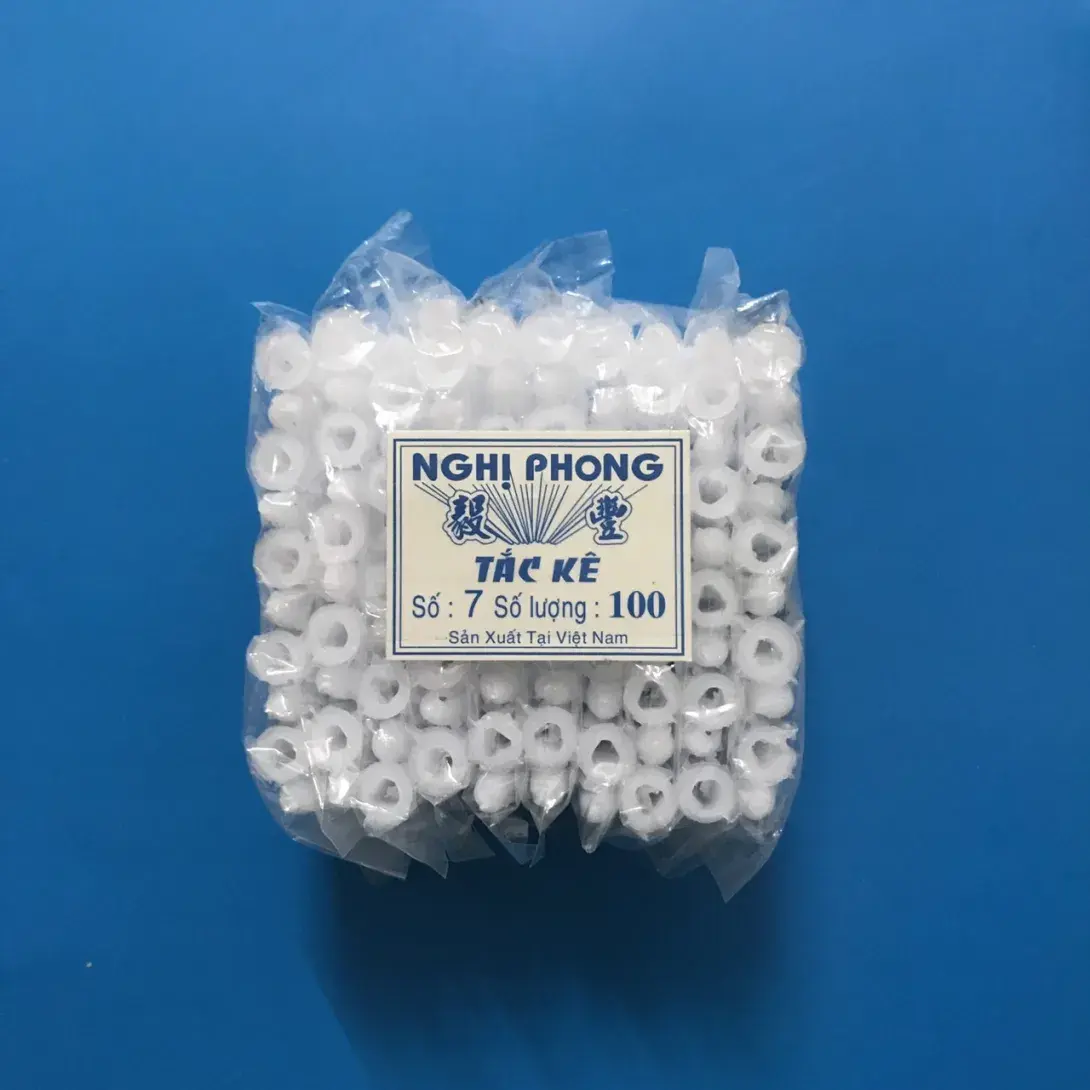 NGHỊ PHONG
毅 豐
TẮC KÊ
Số : 7 Số lượng : 100
Sản Xuất Tại Việt Nam